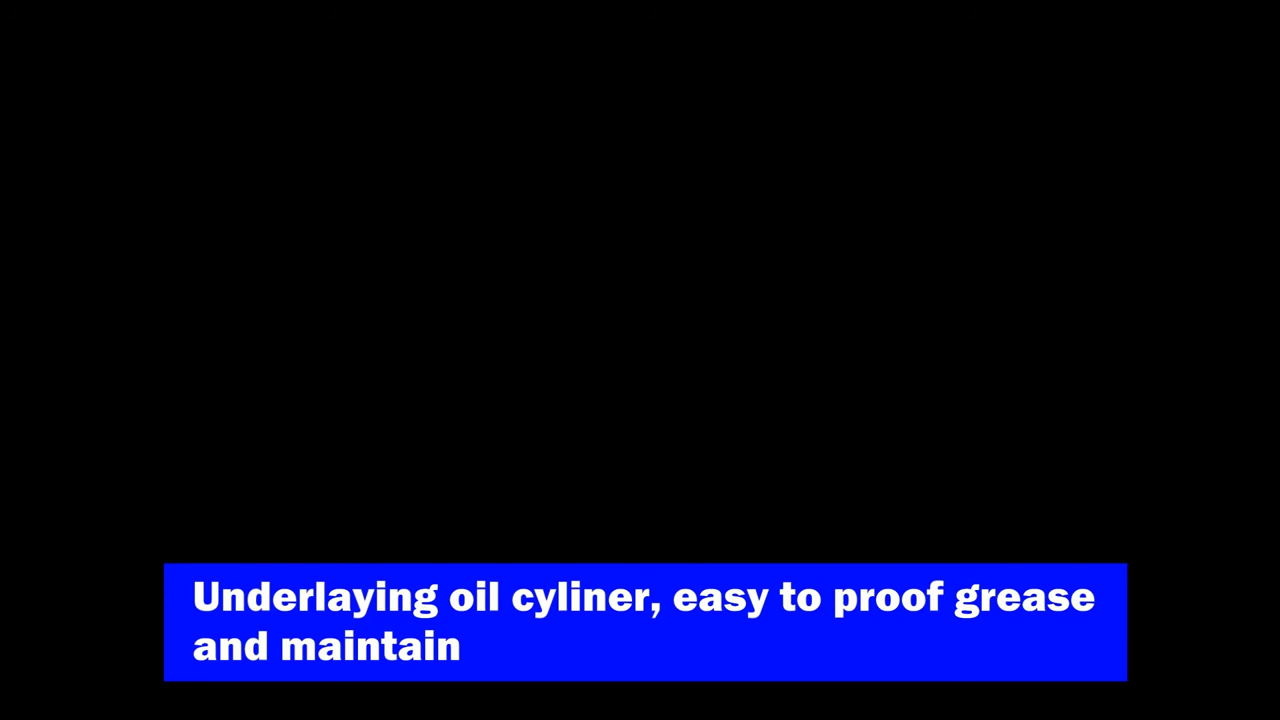 Underlaying oil cyliner, easy to proof grease
and maintain